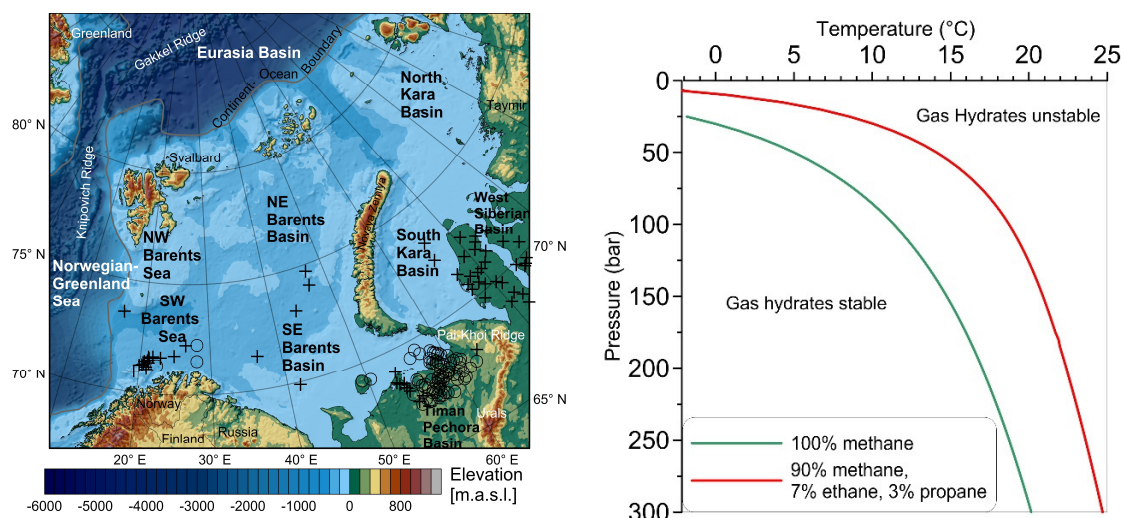 Greenland
Gakkel Ridge
Eurasia Basin
Continent Ocean Boundary
North
Kara
Basin
Taymir
80° N
Svalbard
Knipovich Ridge
NE
Barents
Basin
Novaya Zemlya
West
Siberian
Basin
NW
Barents
Sea
South
Kara
Basin
70° N
75° N
Norwegian-
Greenland
Sea
SW
Barents
Sea
SE
Barents
Basin
Pai-Khoi Ridge
70° N
65° N
Norway
Finland
Russia
Timan
Pechora
Basin
Urals
20° E
30° E
40° E
50° E
60° E
Elevation
[m.a.s.l.]
-6000
-5000
-4000
-3000
-2000
-1000
0
800
Temperature (°C)
0 5 10 15 20 25
Pressure (bar)
0
50
100
150
200
250
300
Gas Hydrates unstable
Gas hydrates stable
100% methane
90% methane,
7% ethane, 3% propane